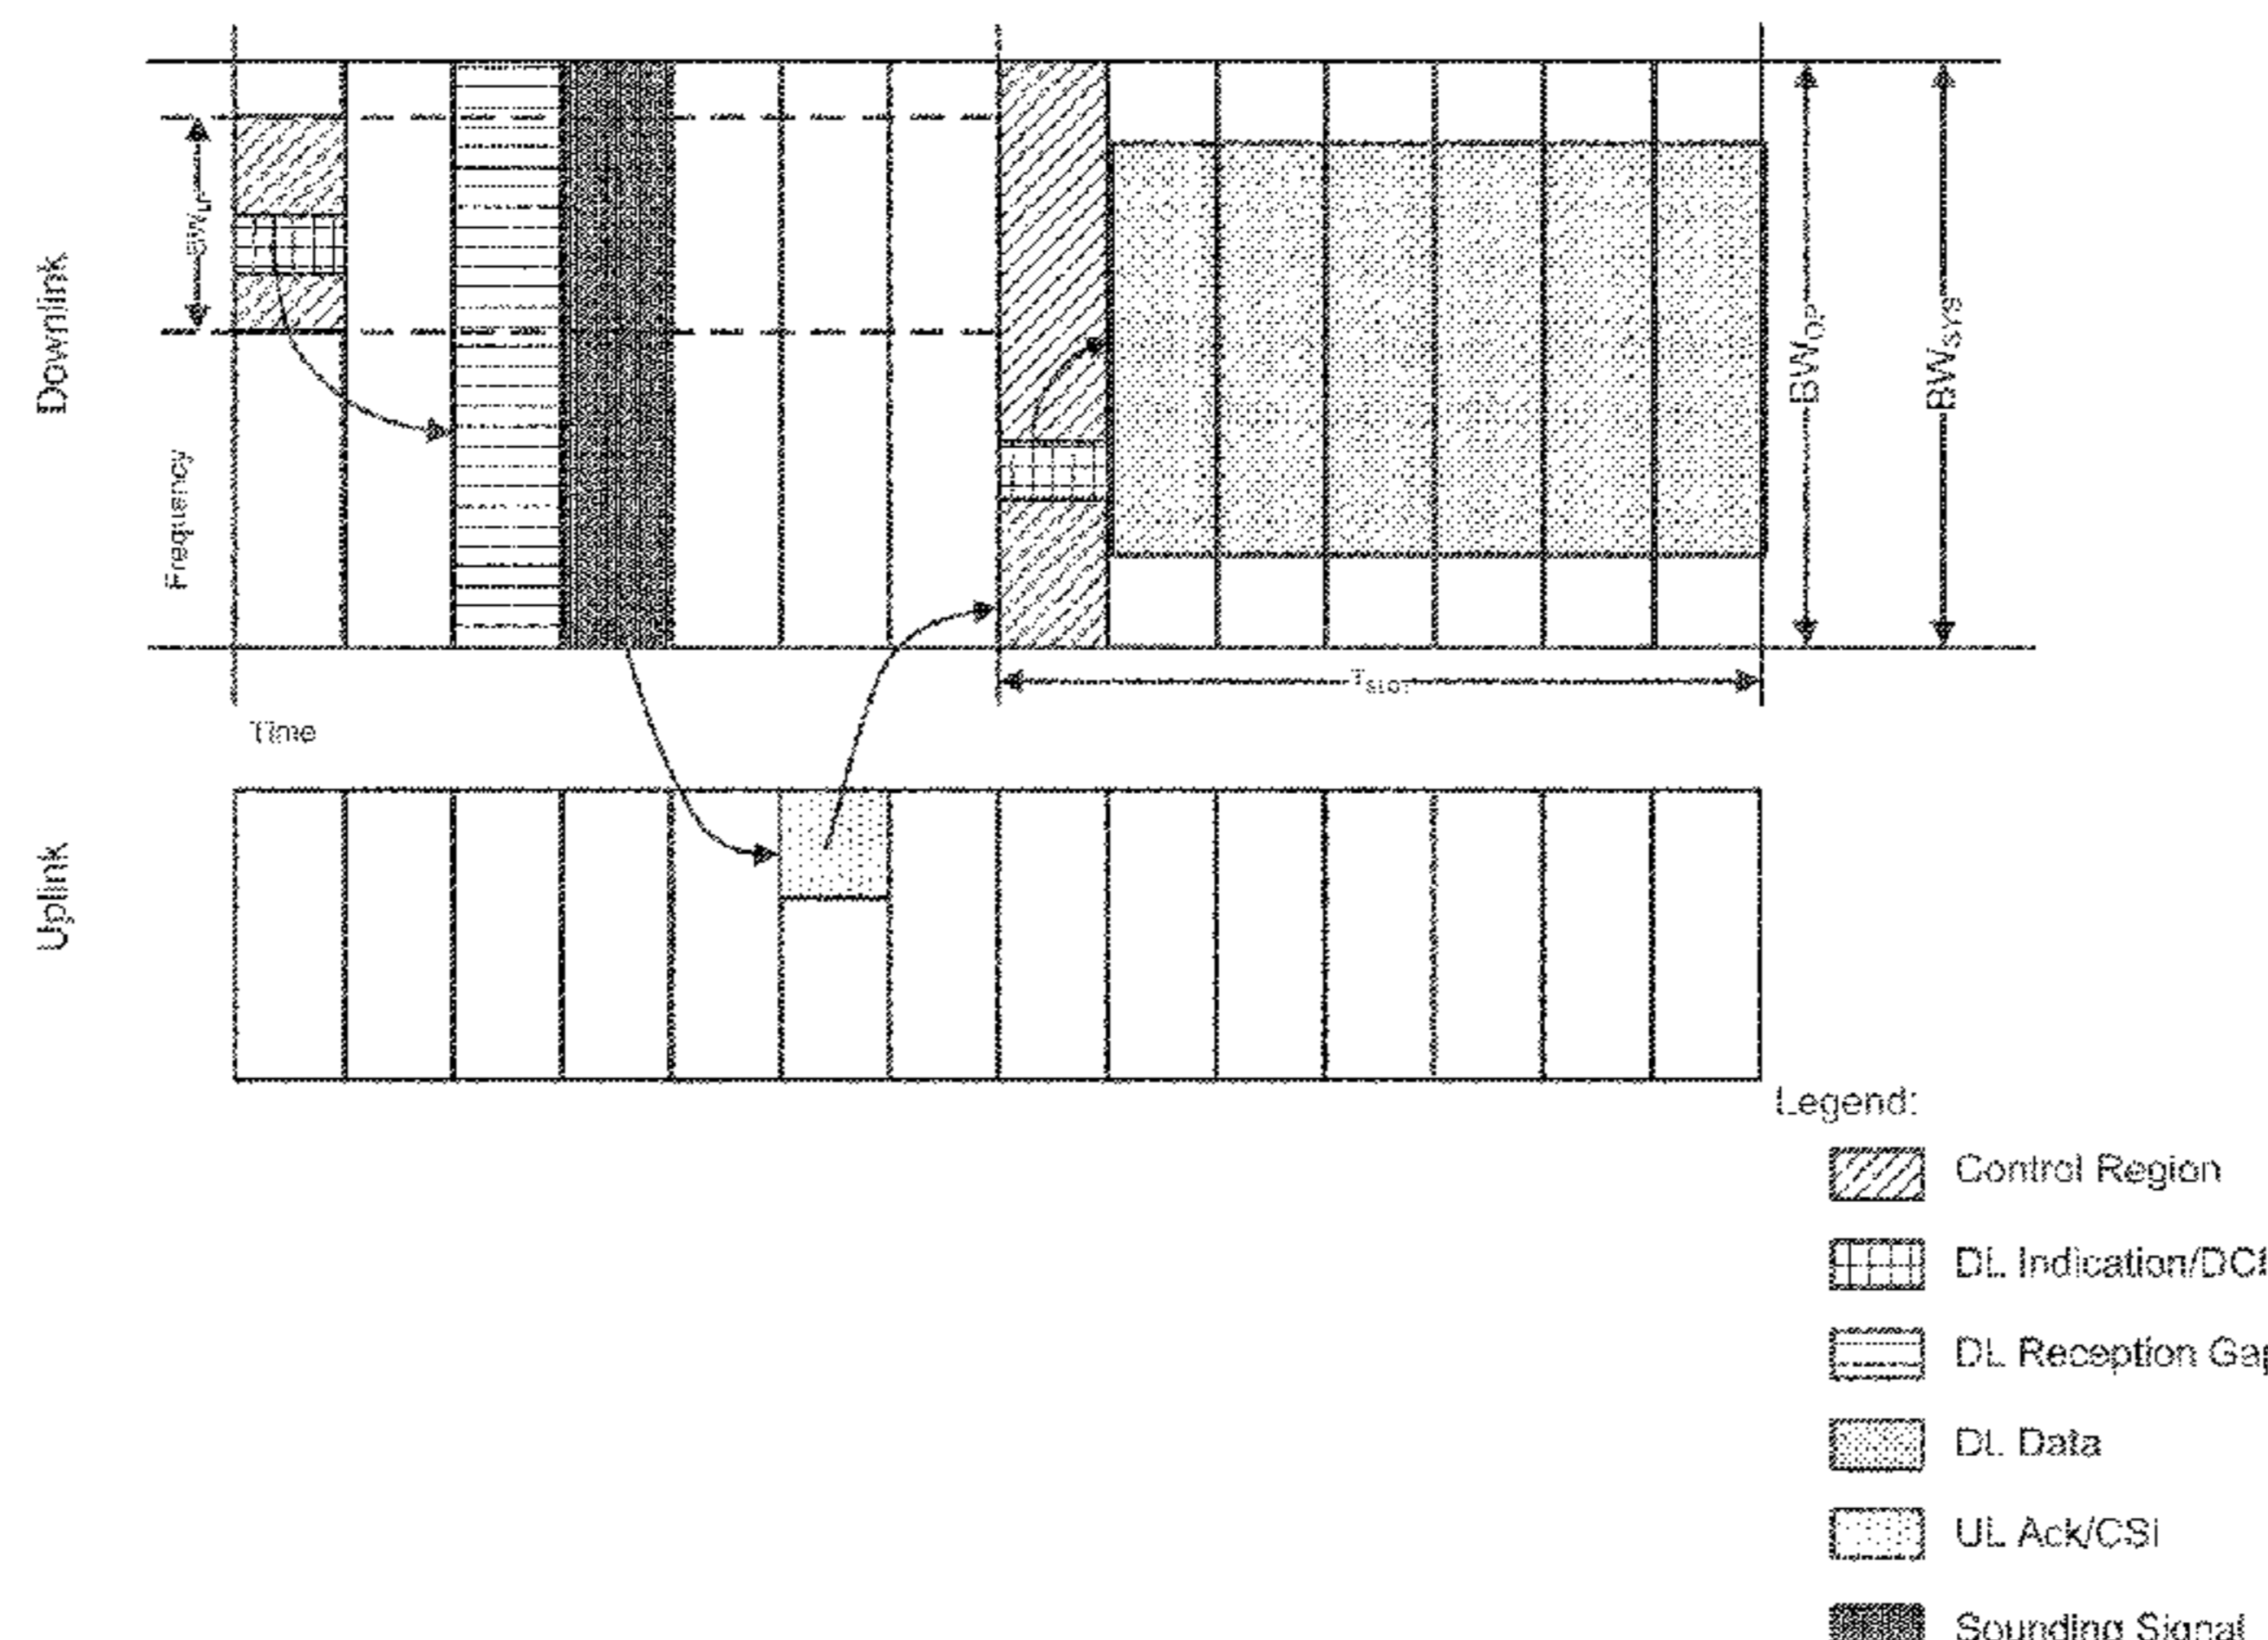 Downlink
Frequency
BW_LP
BW_OP
BW_SYS
T_SLOT
Time
Uplink
Legend:
Control Region
DL Indication/DCI
DL Reception Gap
DL Data
UL Ack/CSI
Sounding Signal